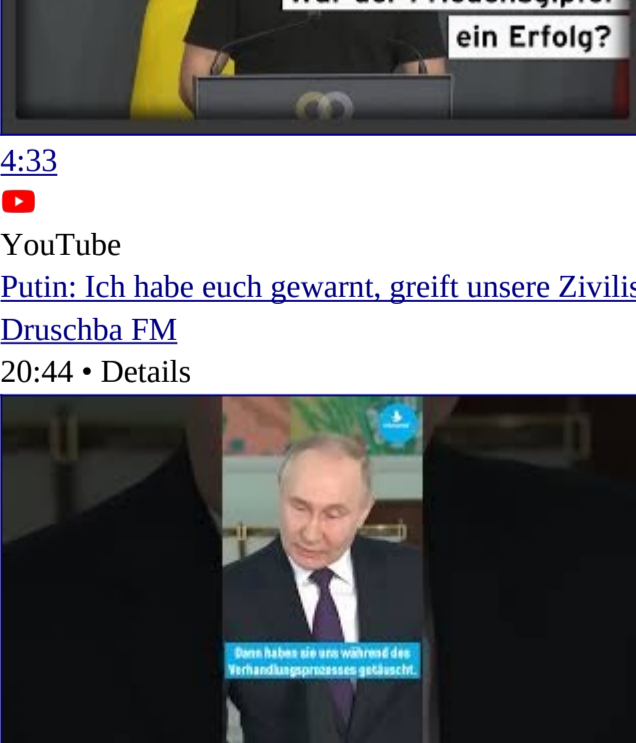 ein Erfolg?
4:33
YouTube
Putin: Ich habe euch gewarnt, greift unsere Zivilis
Druschba FM
20:44 • Details
Dann haben sie uns während des
Verhandlungsprozesses getäuscht.